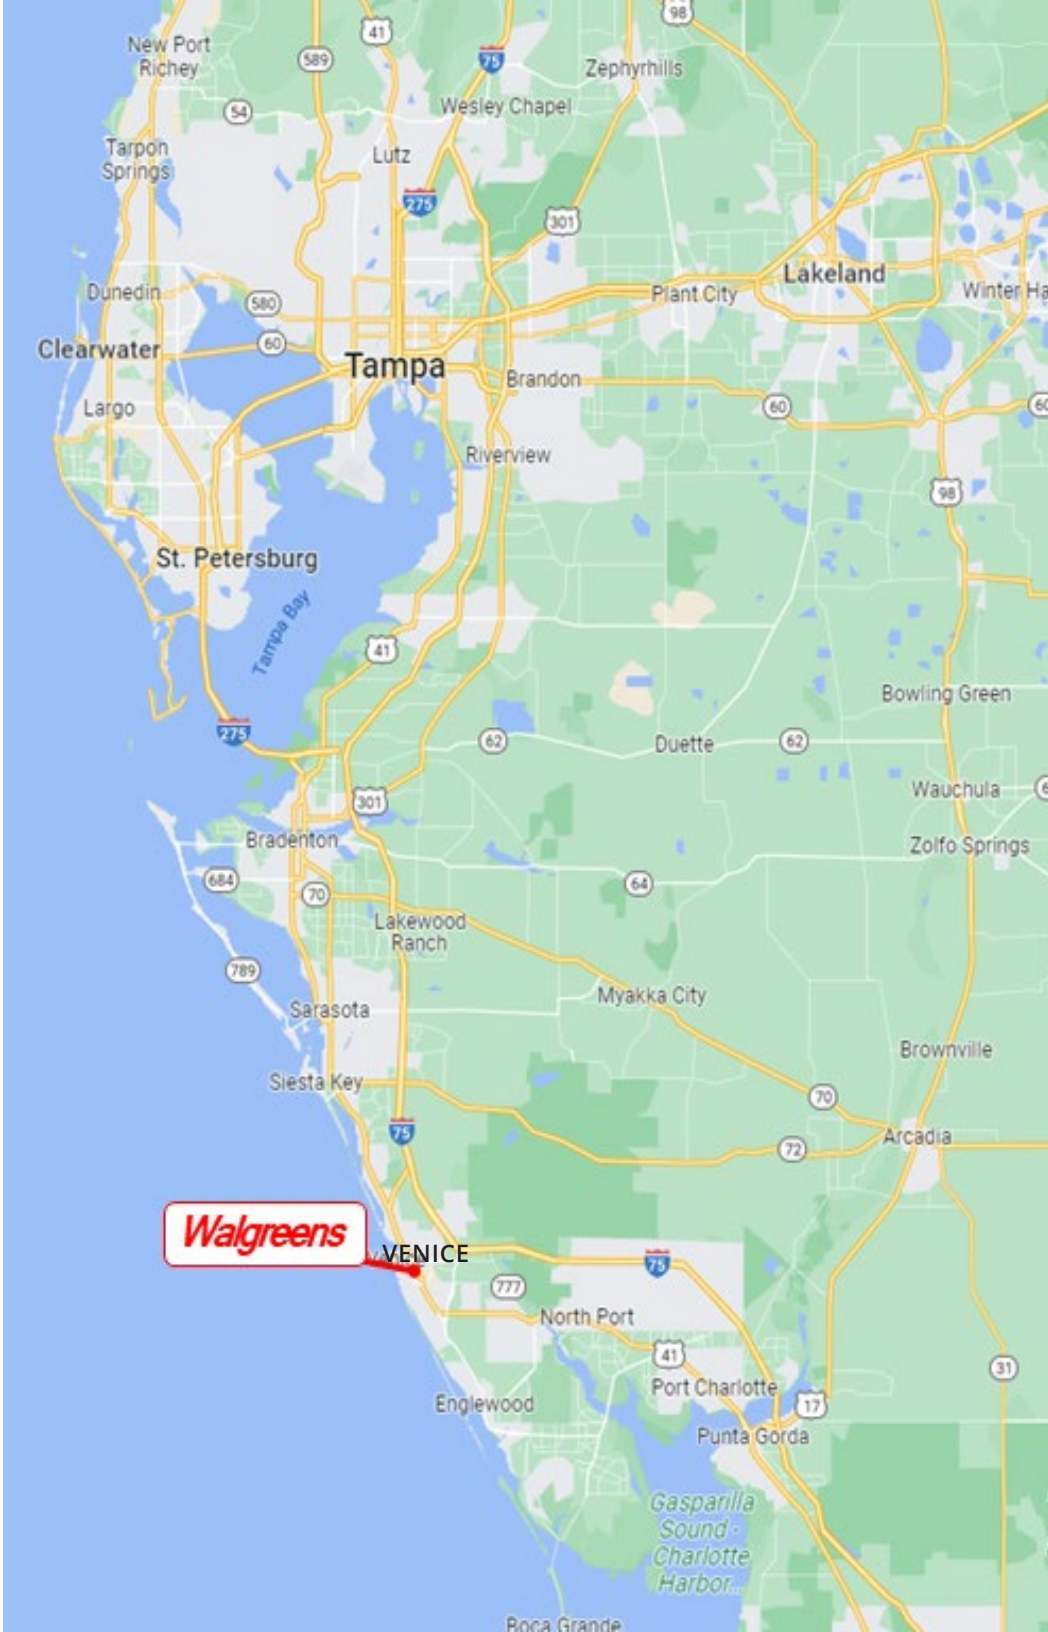 98
41
New Port
Richey
589
75
Zephyrhills
Wesley Chapel
54
Tarpon
Springs
Lutz
275
301
Lakeland
Dunedin
Plant City
Winter Ha
580
60
Clearwater
Tampa
Brandon
Largo
60
60
Riverview
98
St. Petersburg
Tampa Bay
41
Bowling Green
275
62
Duette
62
Wauchula
301
Bradenton
Zolfo Springs
684
64
70
Lakewood
Ranch
789
Myakka City
Sarasota
Brownville
Siesta Key
70
75
Arcadia
72
Walgreens
VENICE
75
777
North Port
41
31
Port Charlotte
17
Englewood
Punta Gorda
Gasparilla
Sound -
Charlotte
Harbor...
Boca Grande